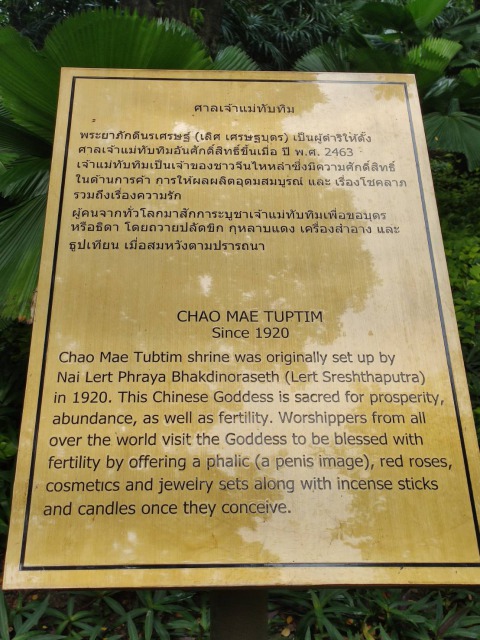 ศาลเจ้าแม่ทับทิม
พระยาภักดีนรเศรษฐ์ (เลิศ เศรษฐบุตร) เป็นผู้ดำริให้ตั้ง
ศาลเจ้าแม่ทับทิมอันศักดิ์สิทธิ์ขึ้นเมื่อ ปี พ.ศ. 2463
เจ้าแม่ทับทิมเป็นเจ้าของชาวจีนไหหลำซึ่งมีความศักดิ์สิทธิ์
ในด้านการค้า การให้ผลผลิตอุดมสมบูรณ์ และ เรื่องโชคลาภ
รวมถึงเรื่องความรัก
ผู้คนจากทั่วโลกมาสักการะบูชาเจ้าแม่ทับทิมเพื่อขอบุตร
หรือธิดา โดยถวายปลัดขิก กุหลาบแดง เครื่องสำอาง และ
ธูปเทียน เมื่อสมหวังตามปรารถนา
CHAO MAE TUPTIM
Since 1920
Chao Mae Tubtim shrine was originally set up by
Nai Lert Phraya Bhakdinoraseth (Lert Sreshthaputra)
in 1920. This Chinese Goddess is sacred for prosperity,
abundance, as well as fertility. Worshippers from all
over the world visit the Goddess to be blessed with
fertility by offering a phalic (a penis image), red roses,
cosmetics and jewelry sets along with incense sticks
and candles once they conceive.